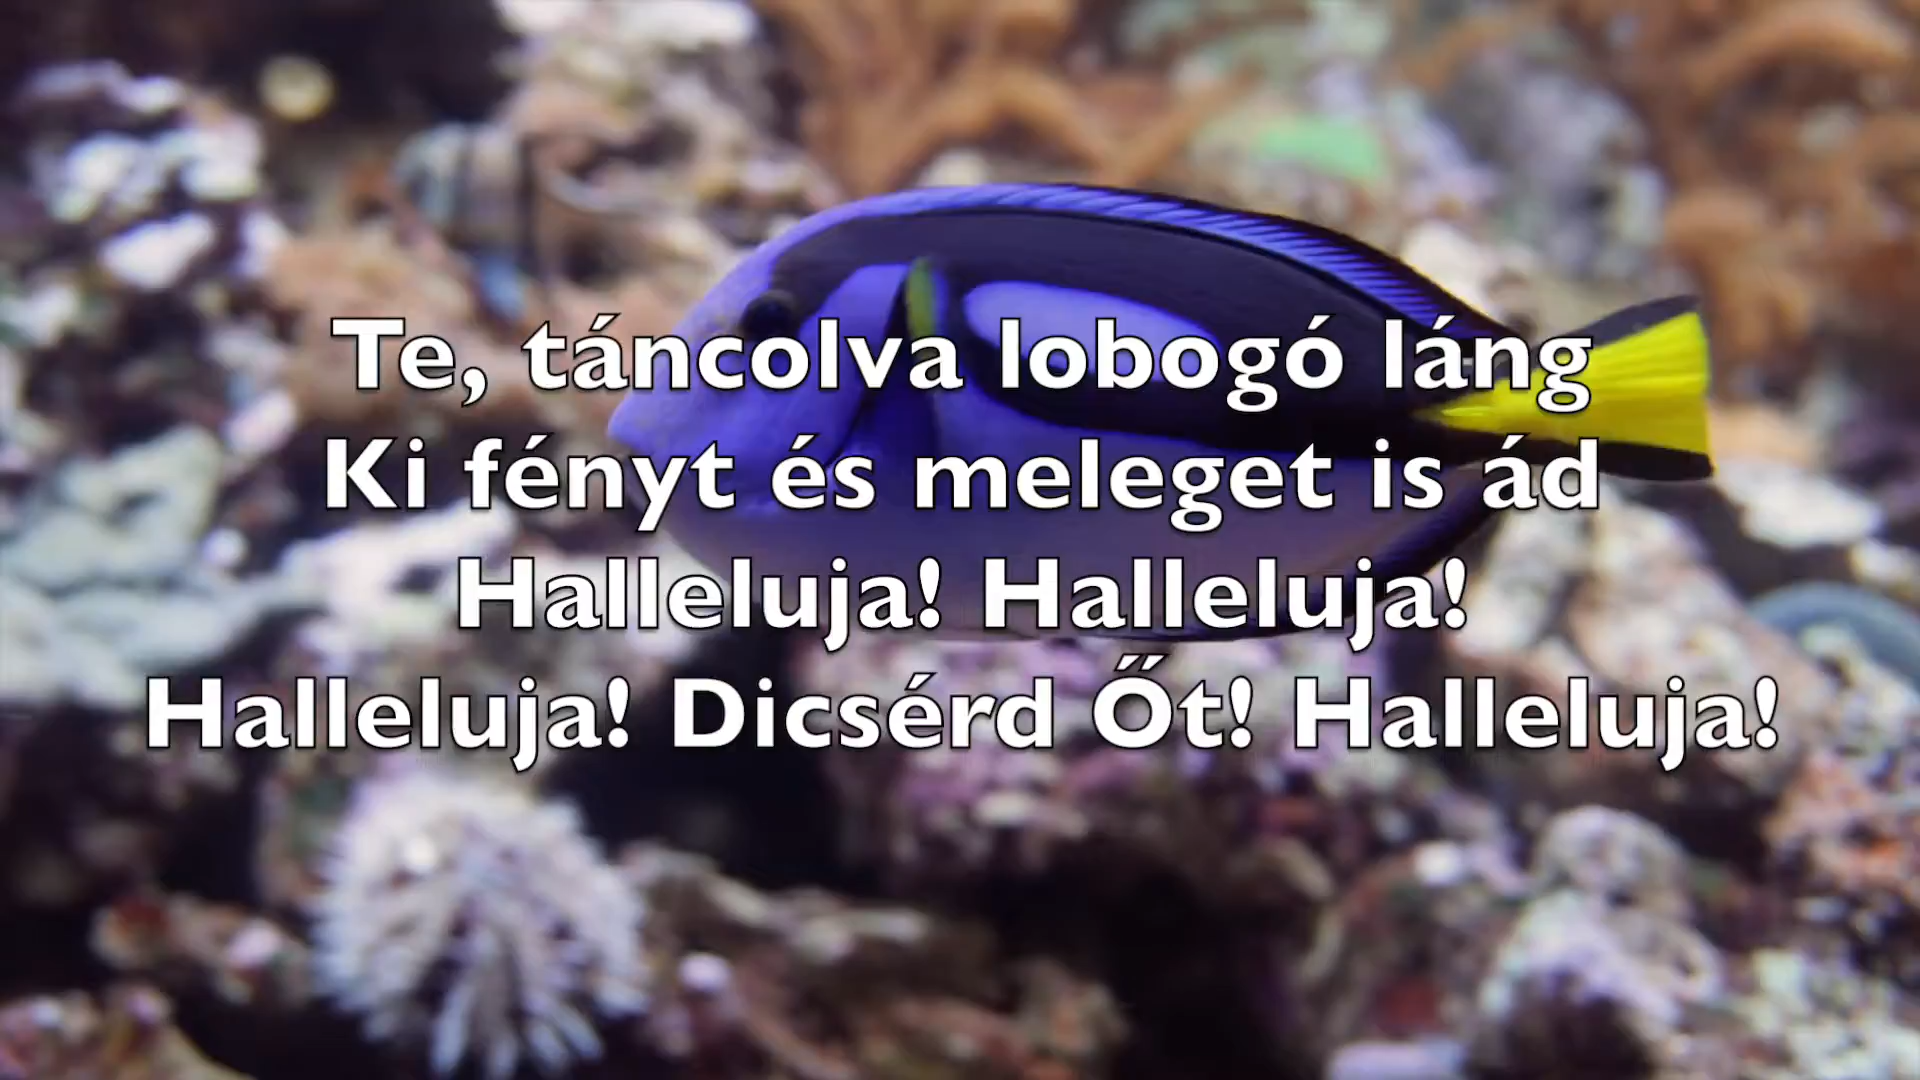 Te, táncolva lobogó láng
Ki fényt és meleget is ád
Halleluja! Halleluja!
Halleluja! Dicsérd Őt! Halleluja!